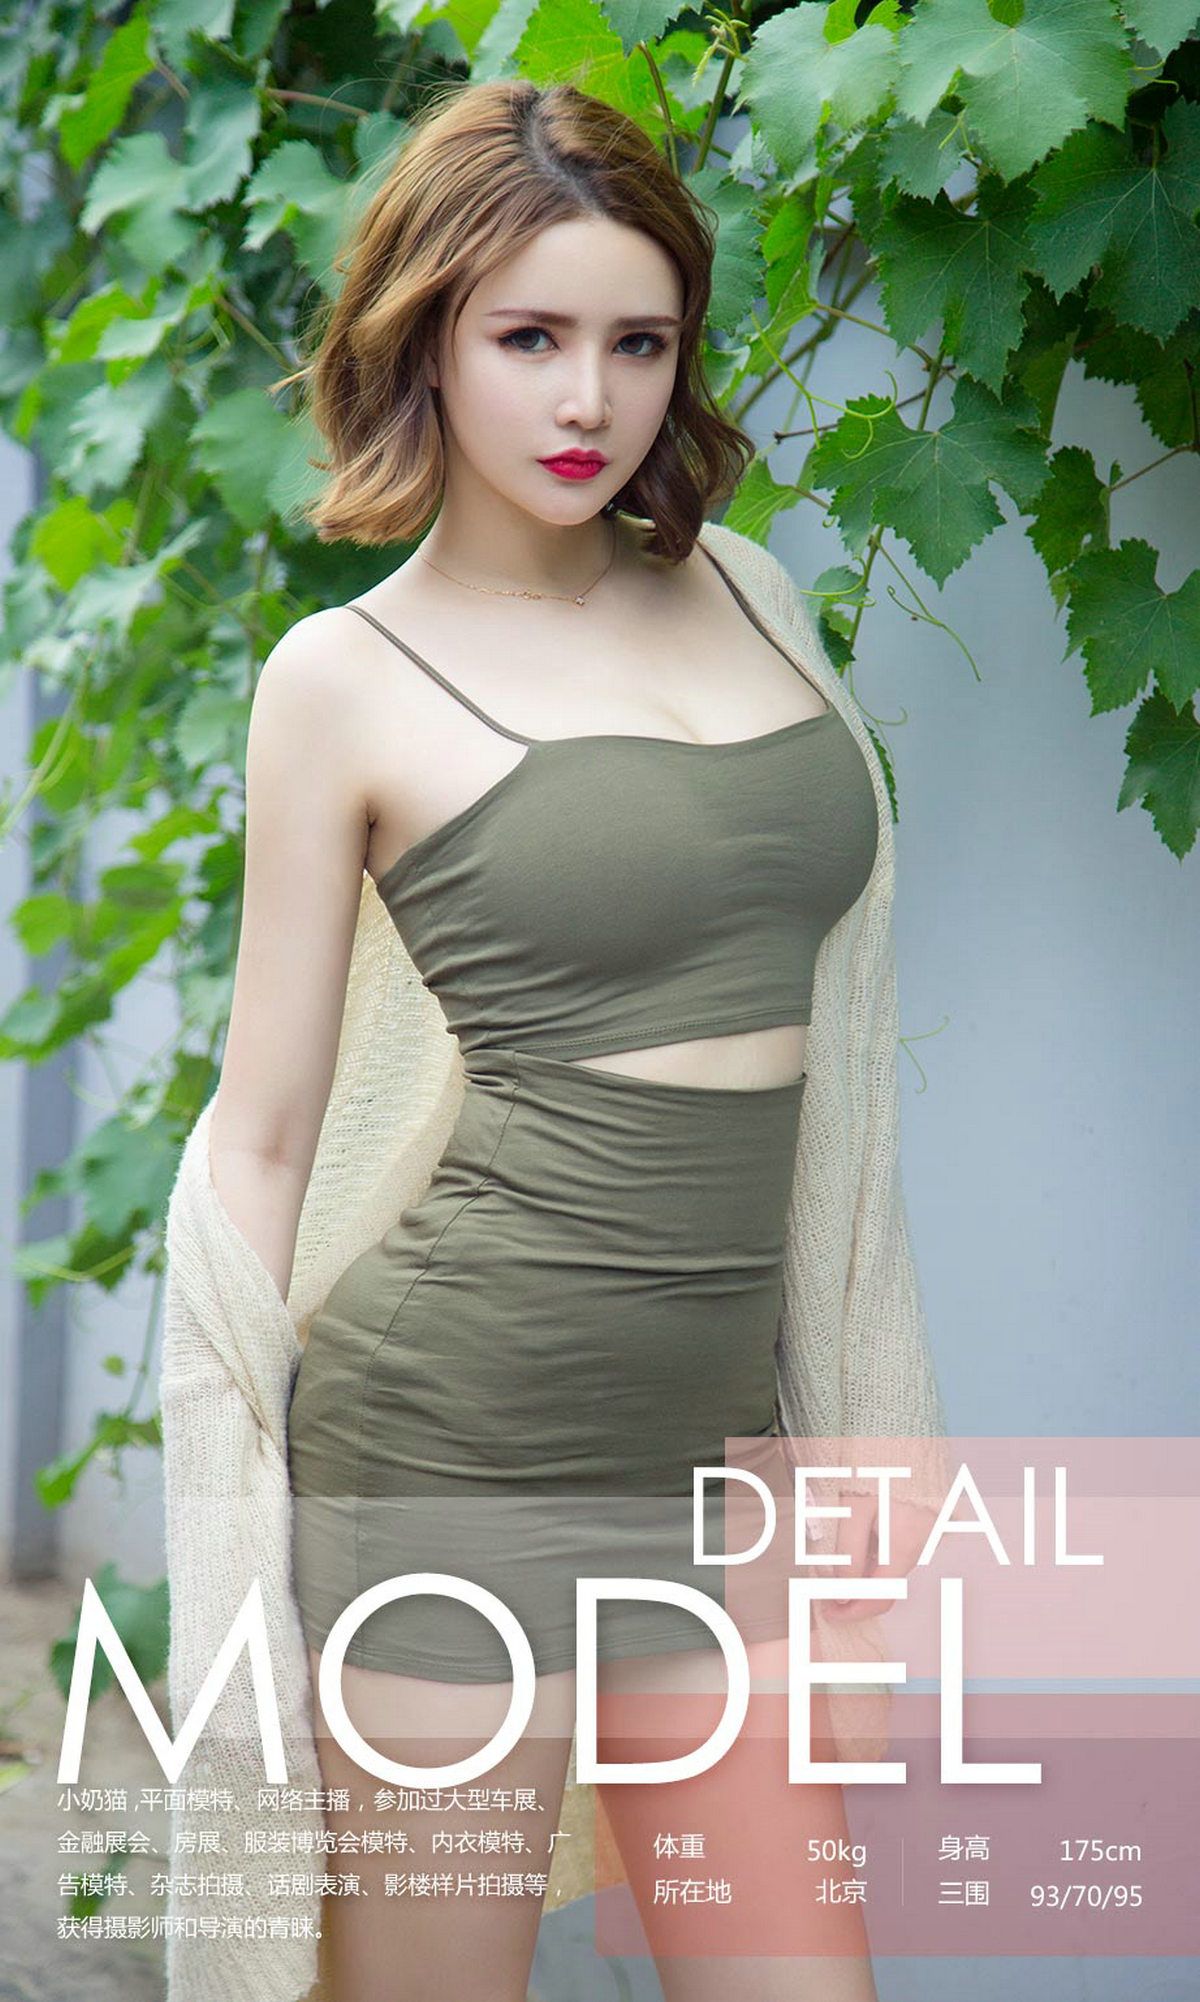 DETAIL
MODEL
小奶猫,平面模特、网络主播，参加过大型车展、
金融展会、房展、服装博览会模特、内衣模特、广
告模特、杂志拍摄、话剧表演、影楼样片拍摄等，
获得摄影师和导演的青睐。
体重 50kg 身高 175cm
所在地 北京 三围 93/70/95